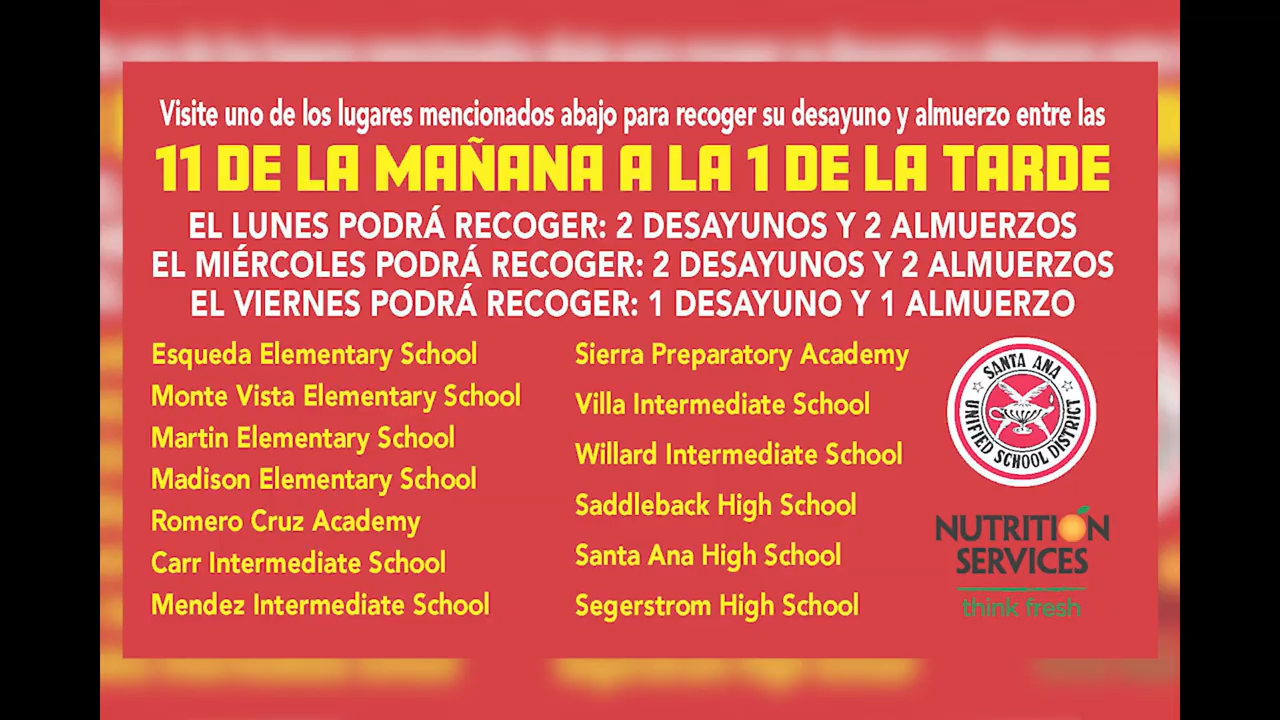 Visite uno de los lugares mencionados abajo para recoger su desayuno y almuerzo entre las
11 DE LA MAÑANA A LA 1 DE LA TARDE
EL LUNES PODRÁ RECOGER: 2 DESAYUNOS Y 2 ALMUERZOS
EL MIÉRCOLES PODRÁ RECOGER: 2 DESAYUNOS Y 2 ALMUERZOS
EL VIERNES PODRÁ RECOGER: 1 DESAYUNO Y 1 ALMUERZO
Esqueda Elementary School
Monte Vista Elementary School
Martin Elementary School
Madison Elementary School
Romero Cruz Academy
Carr Intermediate School
Mendez Intermediate School
Sierra Preparatory Academy
Villa Intermediate School
Willard Intermediate School
Saddleback High School
Santa Ana High School
Segerstrom High School
SANTA ANA
UNIFIED SCHOOL DISTRICT
NUTRITION
SERVICES
think fresh